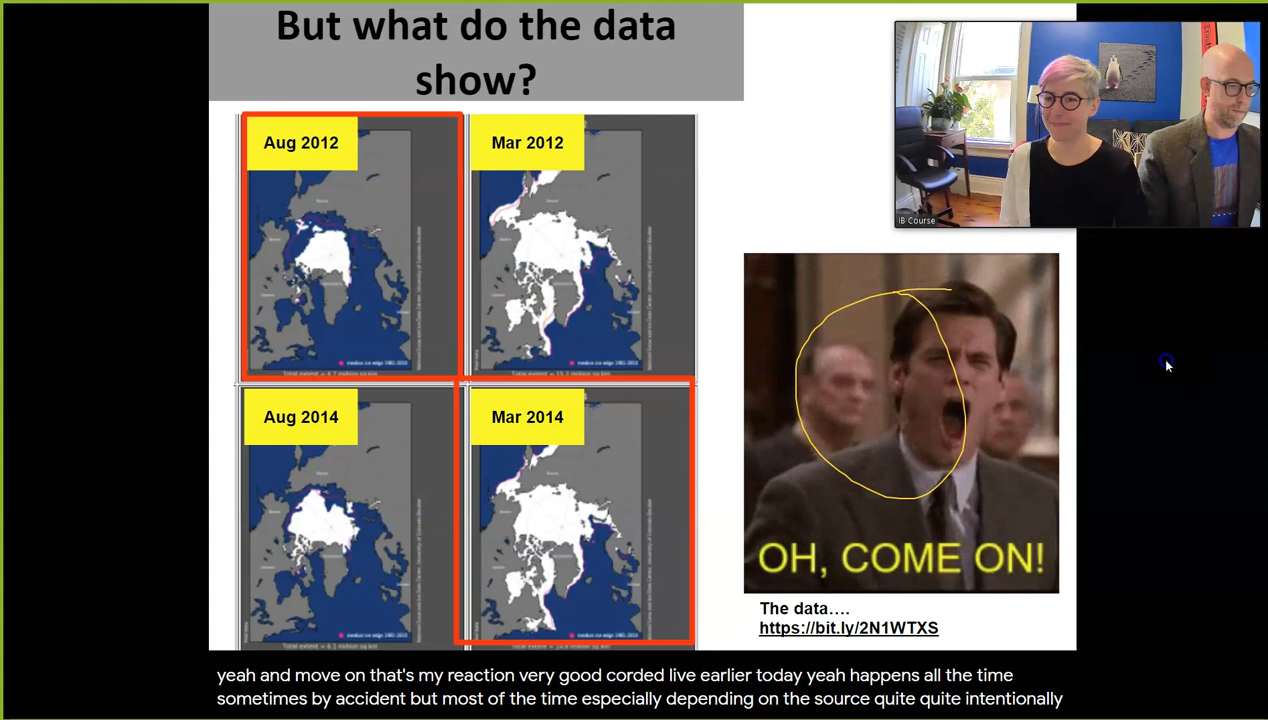 But what do the data
show?
Aug 2012
Mar 2012
Aug 2014
Mar 2014
IB Course
OH, COME ON!
The data....
https://bit.ly/2N1WTXS
yeah and move on that's my reaction very good corded live earlier today yeah happens all the time
sometimes by accident but most of the time especially depending on the source quite quite intentionally